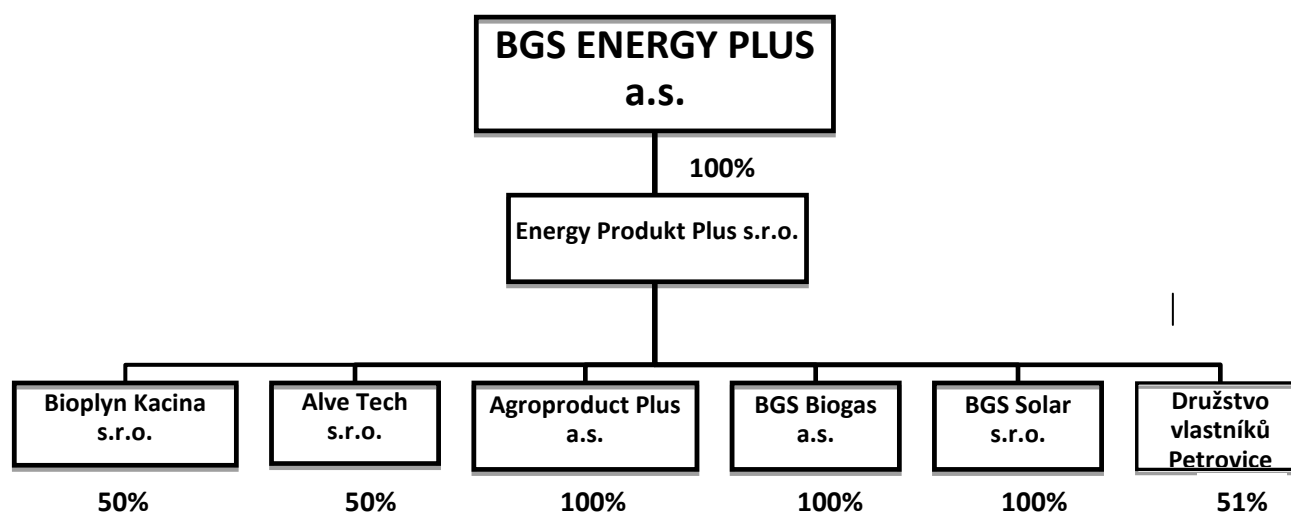 BGS ENERGY PLUS
a.s.
100%
Energy Produkt Plus s.r.o.
Bioplyn Kacina
s.r.o.
Alve Tech
s.r.o.
Agroproduct Plus
a.s.
BGS Biogas
a.s.
BGS Solar
s.r.o.
Družstvo
vlastníků
Petrovice
50%
50%
100%
100%
100%
51%